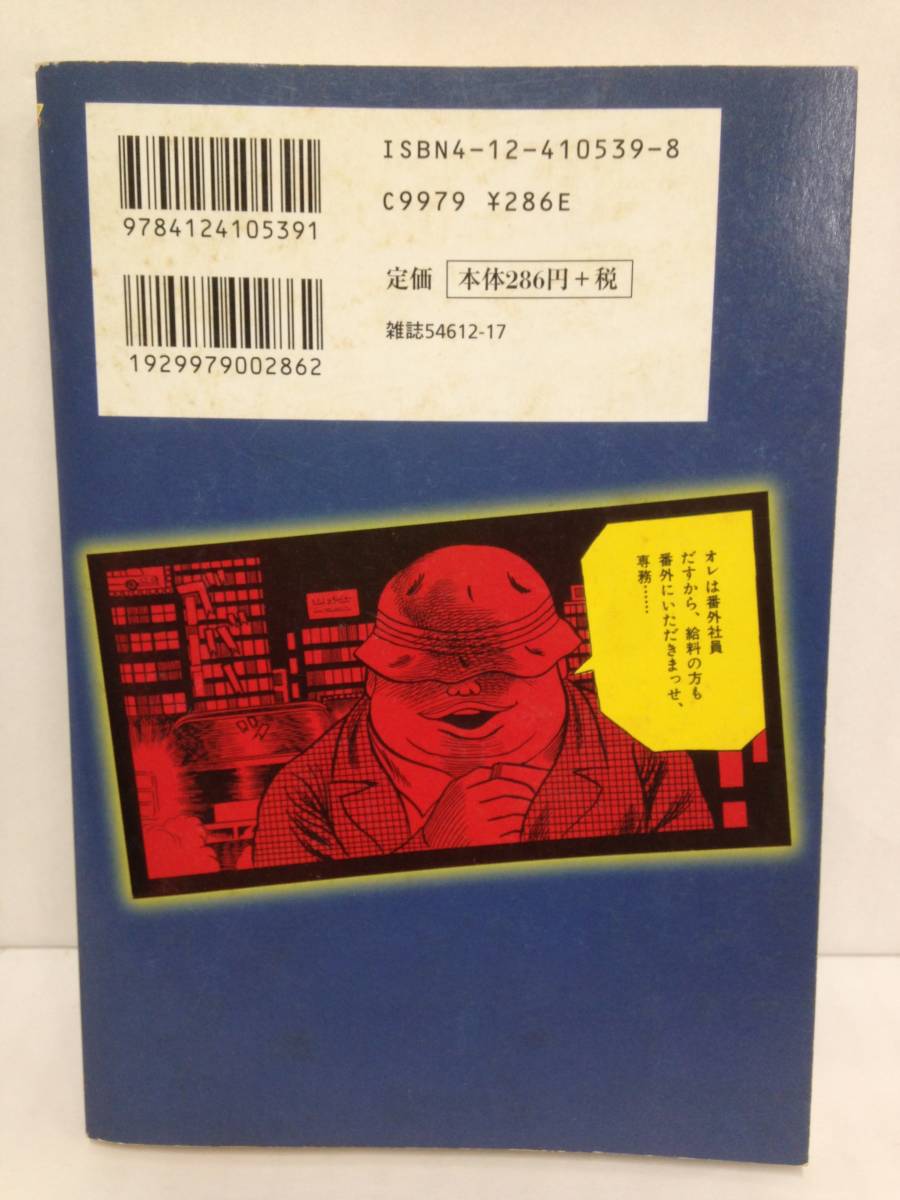 ISBN4-12-410539-8
C9979 ¥286E
9784124105391
定価 本体286円＋税
雑誌54612-17
1929979002862
オレは番外社員
だすから、給料の方も
番外にいただきまっせ、
専務……